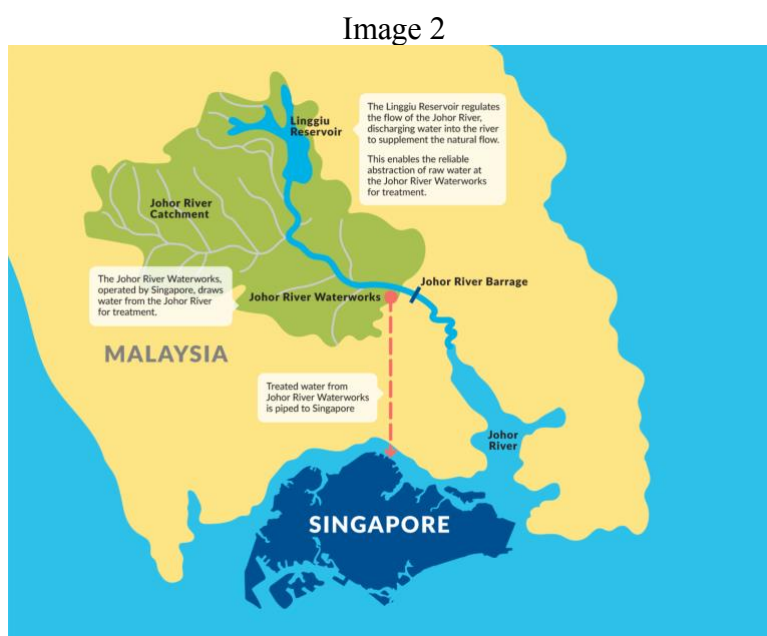 Image 2
Linggiu
Reservoir
The Linggiu Reservoir regulates
the flow of the Johor River,
discharging water into the river
to supplement the natural flow.
This enables the reliable
abstraction of raw water at
the Johor River Waterworks
for treatment.
Johor River
Catchment
The Johor River Waterworks,
operated by Singapore, draws
water from the Johor River
for treatment.
Johor River Waterworks
Johor River Barrage
MALAYSIA
Treated water from
Johor River Waterworks
is piped to Singapore
Johor
River
SINGAPORE